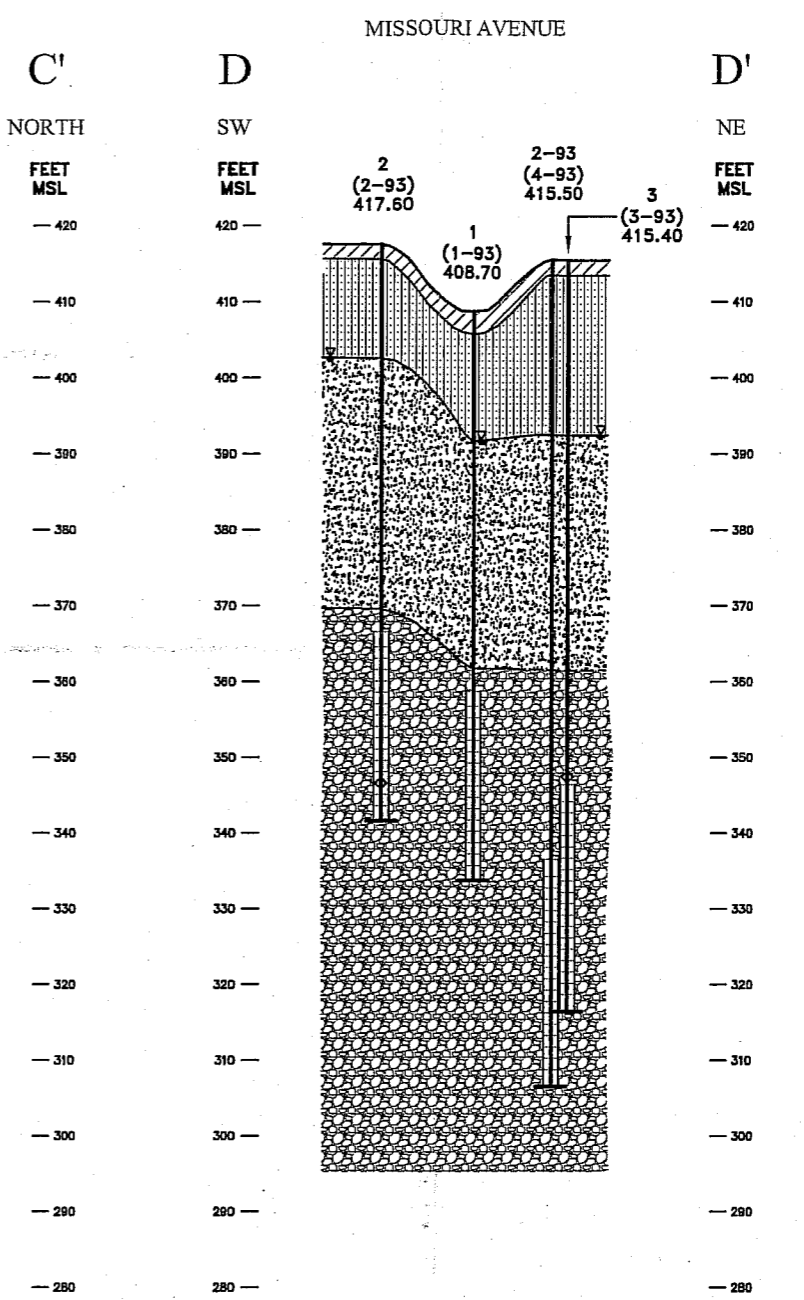 MISSOURI AVENUE
C'
D
D'
NORTH
SW
NE
FEET
MSL
FEET
MSL
FEET
MSL
2
(2-93)
417.60
1
(1-93)
408.70
2-93
(4-93)
415.50
3
(3-93)
415.40
420 420 420
410 410 410
400 400 400
390 390 390
380 380 380
370 370 370
360 360 360
350 350 350
340 340 340
330 330 330
320 320 320
310 310 310
300 300 300
290 290 290
280 280 280